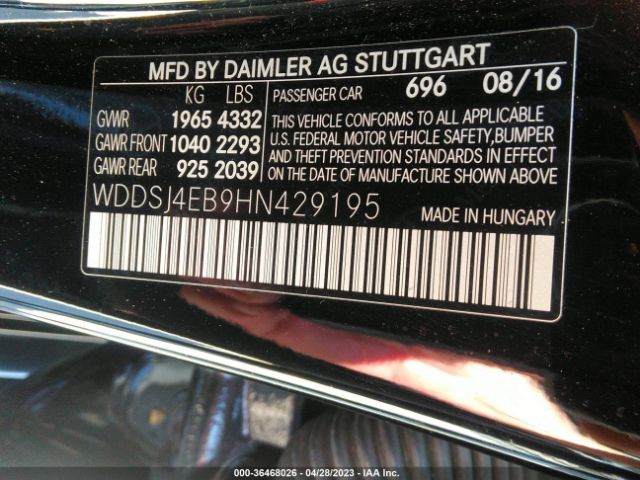 MFD BY DAIMLER AG STUTTGART
KG LBS
GVWR 1965 4332
GAWR FRONT 1040 2293
GAWR REAR 925 2039
PASSENGER CAR 696 08/16
THIS VEHICLE CONFORMS TO ALL APPLICABLE
U.S. FEDERAL MOTOR VEHICLE SAFETY,BUMPER
AND THEFT PREVENTION STANDARDS IN EFFECT
ON THE DATE OF MANUFACTURE SHOWN ABOVE.
WDDSJ4EB9HN429195
MADE IN HUNGARY
000-36468026 - 04/28/2023 - IAA Inc.